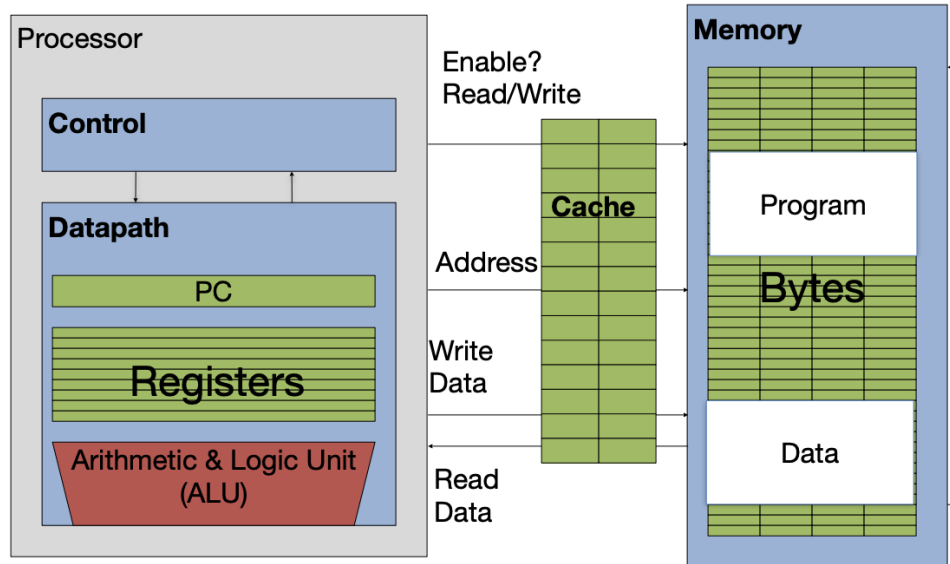 Processor
Control
Datapath
PC
Registers
Arithmetic & Logic Unit
(ALU)
Enable?
Read/Write
Cache
Address
Write
Data
Read
Data
Memory
Program
Bytes
Data